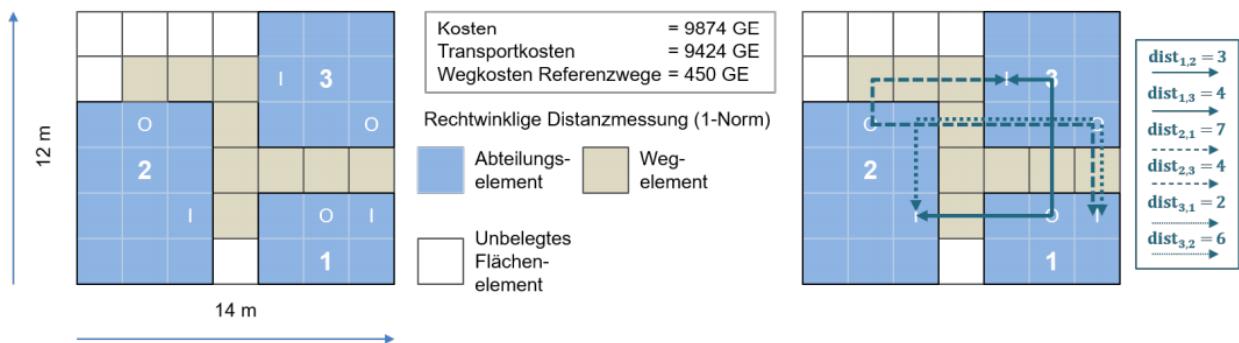 12 m
14 m
3
I
O
O
2
I
O
I
1
Kosten = 9874 GE
Transportkosten = 9424 GE
Wegkosten Referenzwege = 450 GE
Rechtwinklige Distanzmessung (1-Norm)
Abteilungs-
element
Weg-
element
Unbelegtes
Flächen-
element
I
3
O
O
2
I
O
I
1
dist1,2 = 3
dist1,3 = 4
dist2,1 = 7
dist2,3 = 4
dist3,1 = 2
dist3,2 = 6